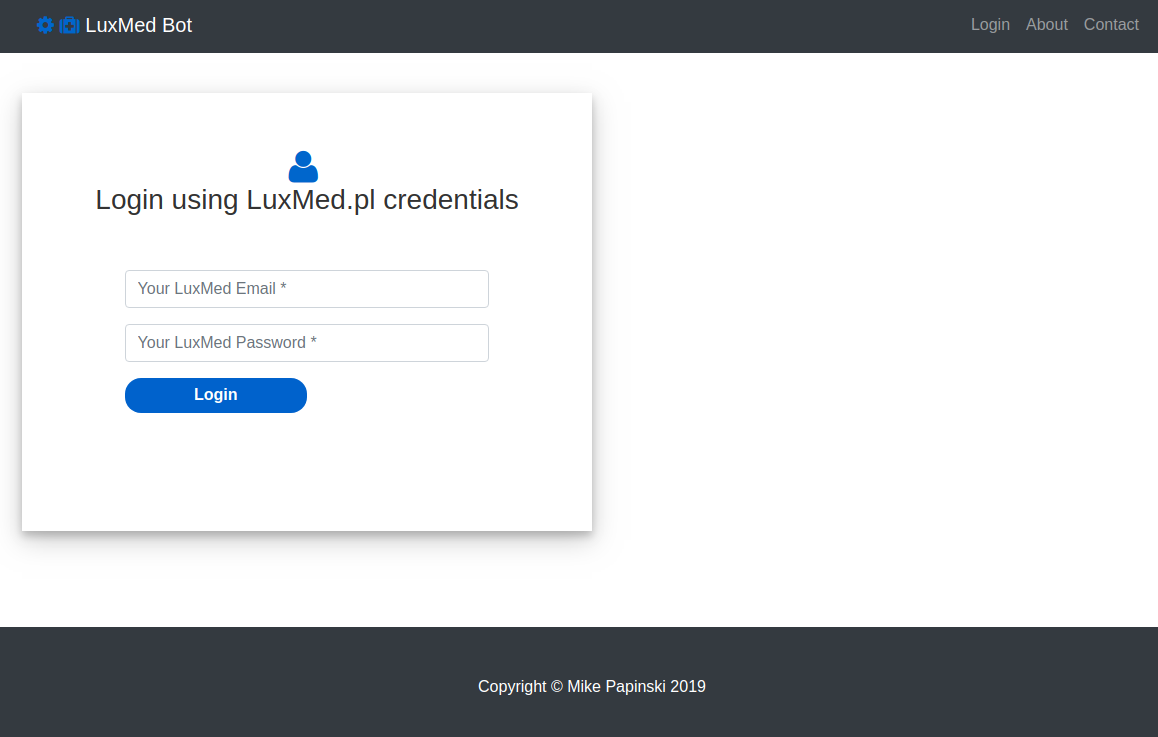 LuxMed Bot
Login About Contact
Login using LuxMed.pl credentials
Your LuxMed Email *
Your LuxMed Password *
Login
Copyright © Mike Papinski 2019